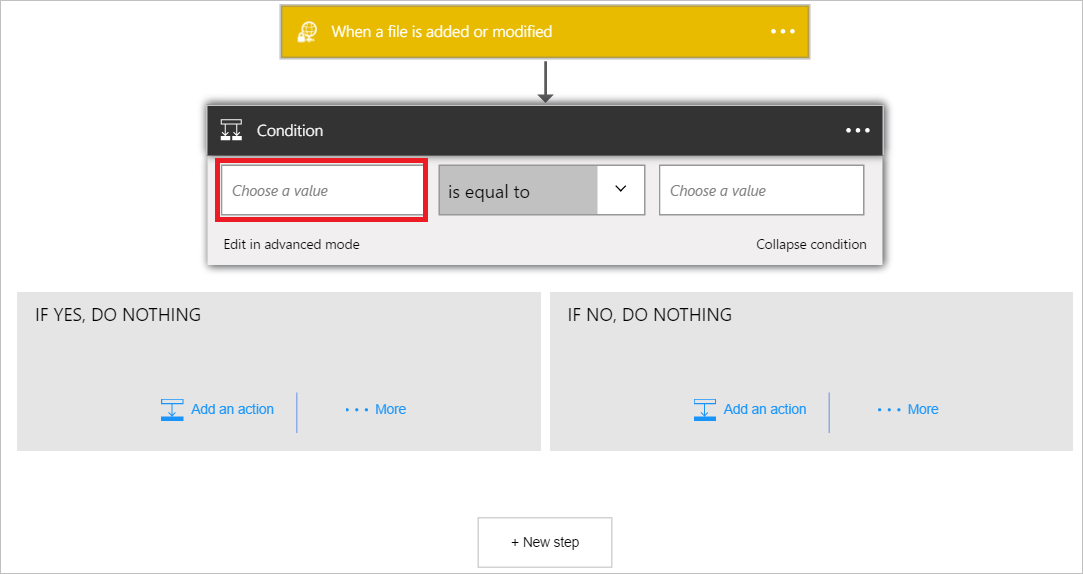 When a file is added or modified
Condition
Choose a value
is equal to
Choose a value
Edit in advanced mode
Collapse condition
IF YES, DO NOTHING
IF NO, DO NOTHING
Add an action
More
Add an action
More
+ New step